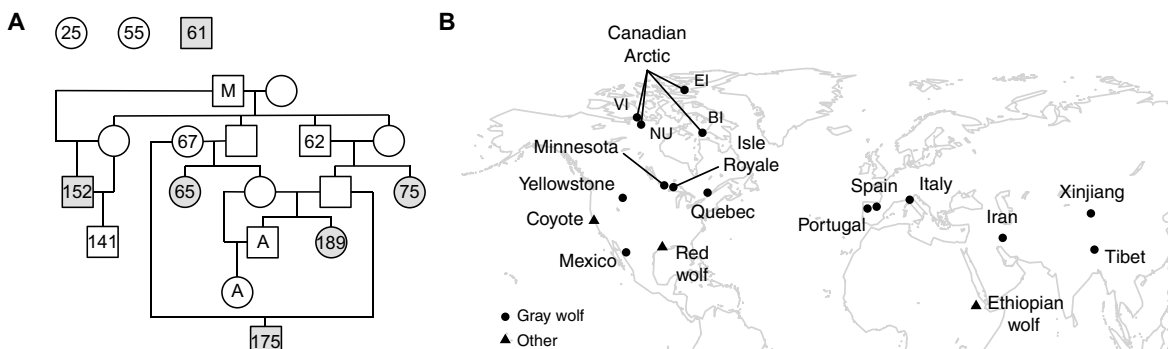 A
25
55
61
M
67
62
152
65
75
141
A
189
A
175
B
Canadian
Arctic
EI
VI
NU
BI
Minnesota
Isle
Royale
Yellowstone
Quebec
Coyote
Mexico
Red
wolf
Spain
Italy
Portugal
Iran
Xinjiang
Tibet
Ethiopian
wolf
Gray wolf
Other